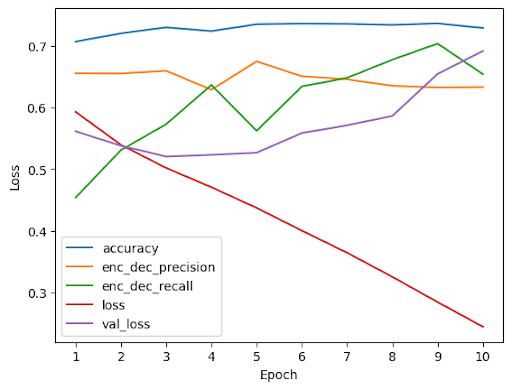 0.7
0.6
0.5
0.4
0.3
Loss
accuracy
enc_dec_precision
enc_dec_recall
loss
val_loss
1 2 3 4 5 6 7 8 9 10
Epoch